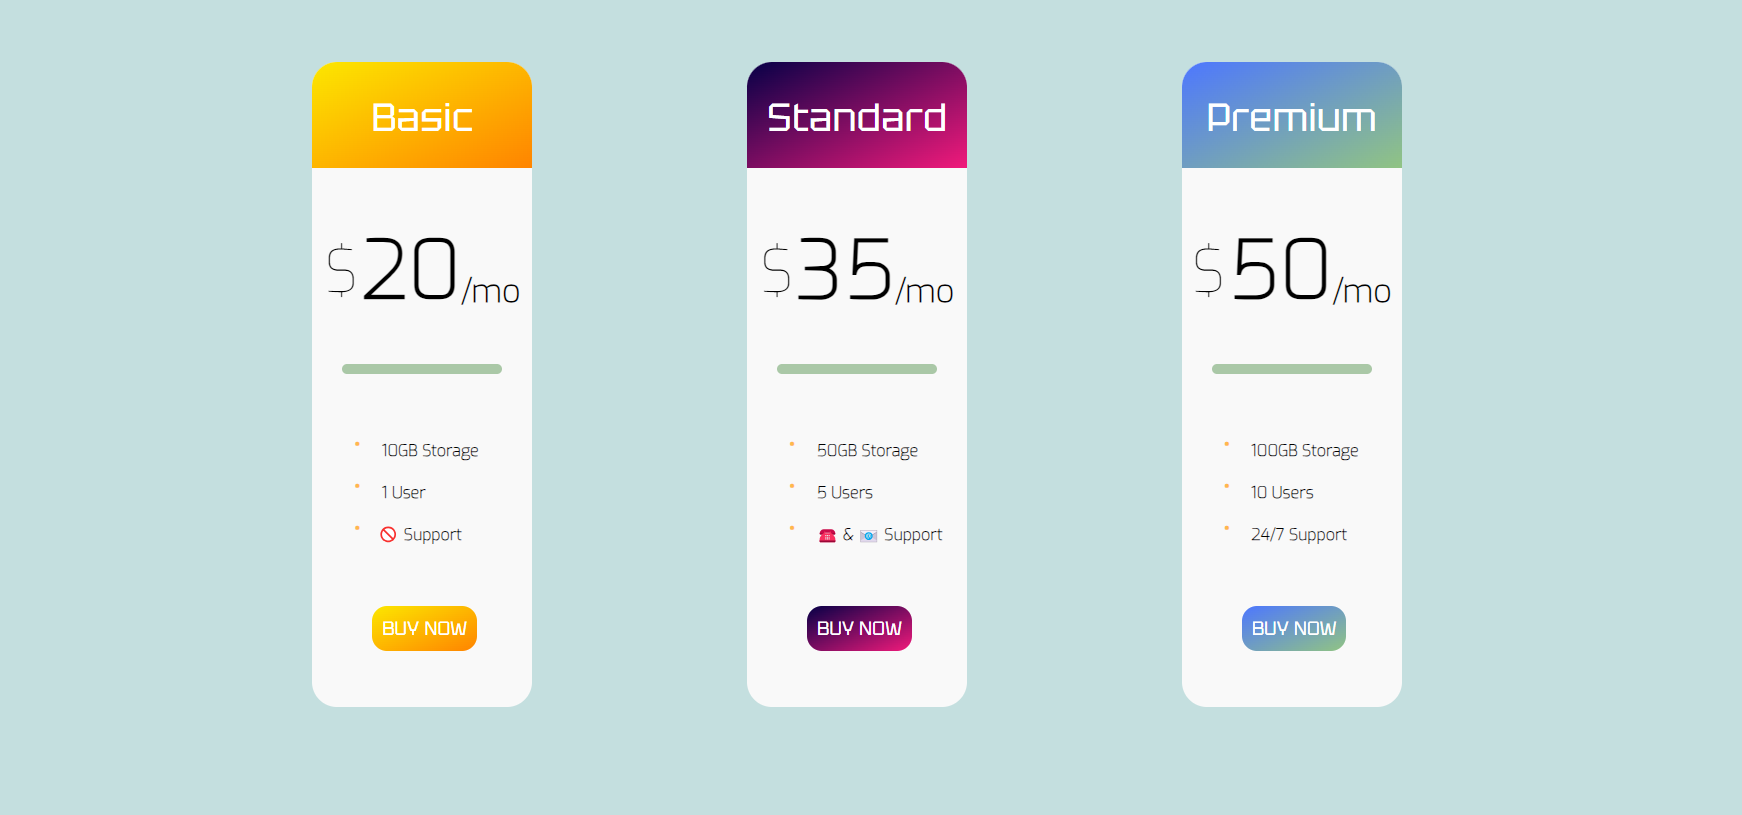 Basic
$20/mo
10GB Storage
1 User
🚫 Support
BUY NOW
Standard
$35/mo
50GB Storage
5 Users
☎️ & 📧 Support
BUY NOW
Premium
$50/mo
100GB Storage
10 Users
24/7 Support
BUY NOW